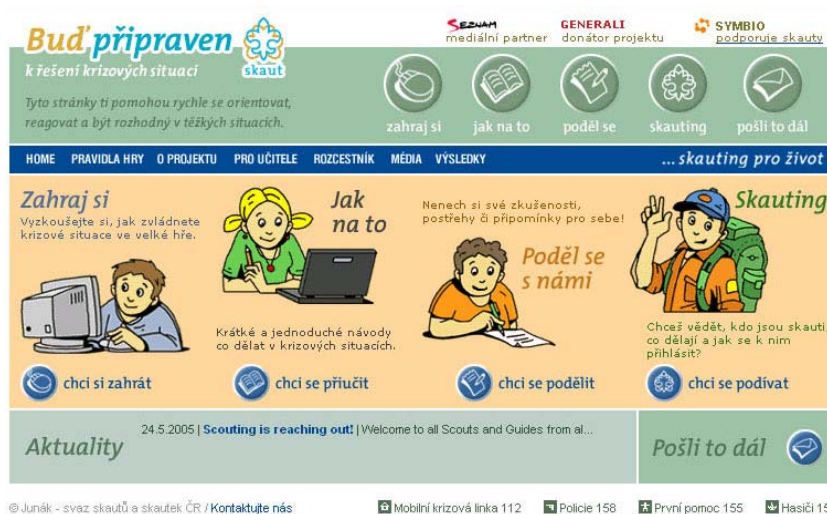 Buď připraven
skaut
k řešení krizových situací
Tyto stránky ti pomohou rychle se orientovat,
reagovat a být rozhodný v těžkých situacích.
SEZNAM
mediální partner
GENERALI
donátor projektu
SYMBIO
podporuje skauty
zahraj si
jak na to
poděl se
skauting
pošli to dál
HOME PRAVIDLA HRY O PROJEKTU PRO UČITELE ROZCESTNÍK MÉDIA VÝSLEDKY
... skauting pro život
Zahraj si
Vyzkoušejte si, jak zvládnete
krizové situace ve velké hře.
chci si zahrát
Jak
na to
Krátké a jednoduché návody
co dělat v krizových situacích.
chci se přiučit
Nenech si své zkušenosti,
postřehy či připomínky pro sebe!
Poděl se
s námi
chci se podělit
Skauting
Chceš vědět, kdo jsou skauti,
co dělají a jak se k nim
přihlásit?
chci se podívat
Aktuality
24.5.2005 | Scouting is reaching out! | Welcome to all Scouts and Guides from al...
Pošli to dál
© Junák - svaz skautů a skautek ČR / Kontaktujte nás
Mobilní krizová linka 112
Policie 158
První pomoc 155
Hasiči 15